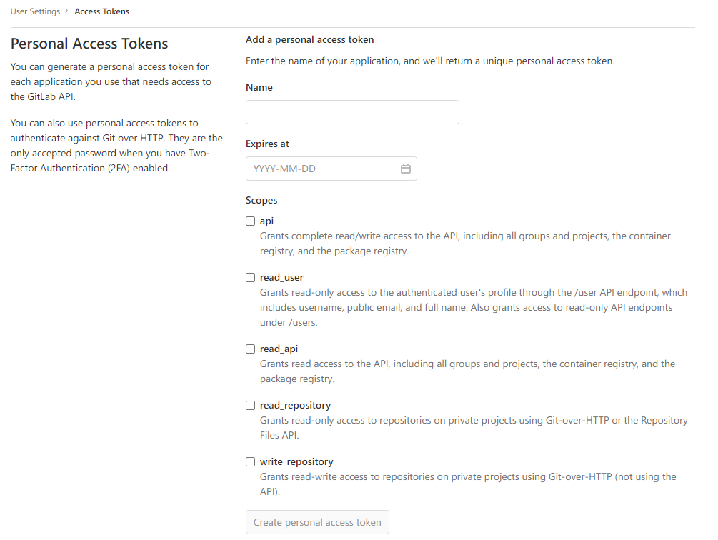 User Settings > Access Tokens
Personal Access Tokens
You can generate a personal access token for
each application you use that needs access to
the GitLab API.
You can also use personal access tokens to
authenticate against Git over HTTP. They are the
only accepted password when you have Two-
Factor Authentication (2FA) enabled.
Add a personal access token
Enter the name of your application, and we'll return a unique personal access token.
Name
Expires at
YYYY-MM-DD
Scopes
api
Grants complete read/write access to the API, including all groups and projects, the container
registry, and the package registry.
read_user
Grants read-only access to the authenticated user's profile through the /user API endpoint, which
includes username, public email, and full name. Also grants access to read-only API endpoints
under /users.
read_api
Grants read access to the API, including all groups and projects, the container registry, and the
package registry.
read_repository
Grants read-only access to repositories on private projects using Git-over-HTTP or the Repository
Files API.
write_repository
Grants read-write access to repositories on private projects using Git-over-HTTP (not using the
API).
Create personal access token